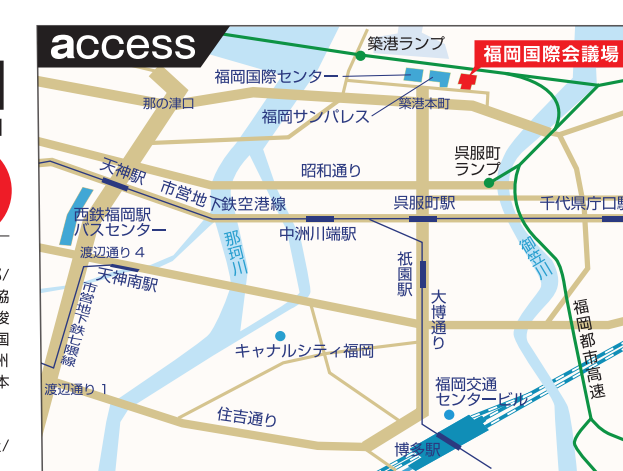 access
築港ランプ
福岡国際会議場
福岡国際センター
那の津口
福岡サンパレス
築港本町
呉服町
ランプ
昭和通り
天神駅
市営地下鉄空港線
呉服町駅
千代県庁口駅
西鉄福岡駅
バスセンター
中洲川端駅
那珂川
御笠川
渡辺通り4
天神南駅
祇園駅
市営地下鉄七隈線
大博通り
福岡都市高速
キャナルシティ福岡
渡辺通り1
福岡交通
センタービル
住吉通り
博多駅
協
俊
国
州
本